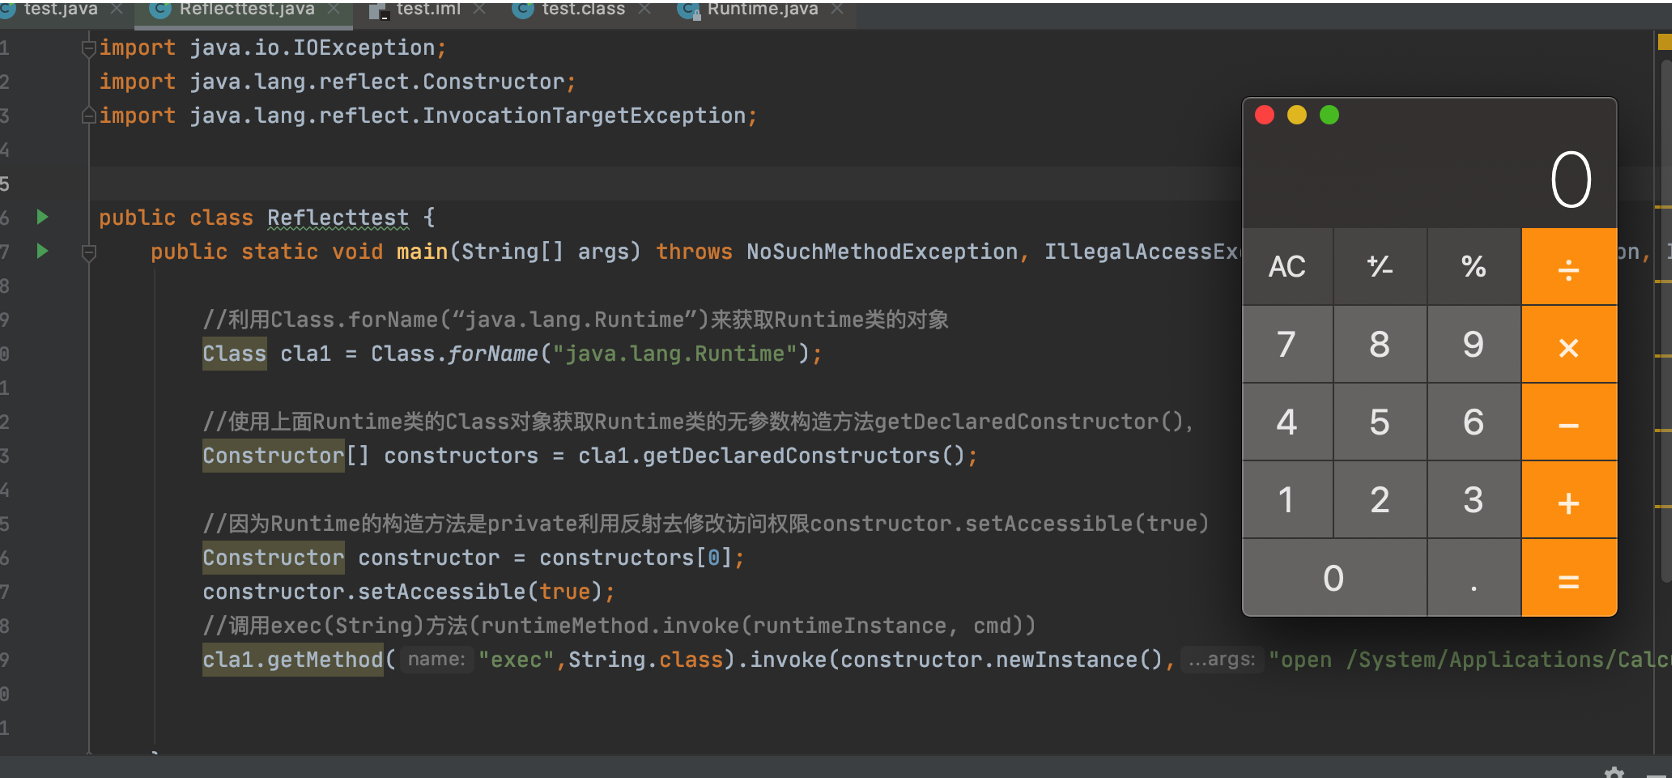 test.java Reflecttest.java test.iml test.class Runtime.java
1 import java.io.IOException;
2 import java.lang.reflect.Constructor;
3 import java.lang.reflect.InvocationTargetException;
4
5
6 public class Reflecttest {
7 public static void main(String[] args) throws NoSuchMethodException, IllegalAccessEx on,
8
9 //利用Class.forName(“java.lang.Runtime”)来获取Runtime类的对象
0 Class cla1 = Class.forName("java.lang.Runtime");
1
2 //使用上面Runtime类的Class对象获取Runtime类的无参数构造方法getDeclaredConstructor(),
3 Constructor[] constructors = cla1.getDeclaredConstructors();
4
5 //因为Runtime的构造方法是private利用反射去修改访问权限constructor.setAccessible(true)
6 Constructor constructor = constructors[0];
7 constructor.setAccessible(true);
8 //调用exec(String)方法(runtimeMethod.invoke(runtimeInstance, cmd))
9 cla1.getMethod( name: "exec",String.class).invoke(constructor.newInstance(), ...args: "open /System/Applications/Calc
0
1
0
AC +/- % ÷
7 8 9 ×
4 5 6 −
1 2 3 +
0 . =